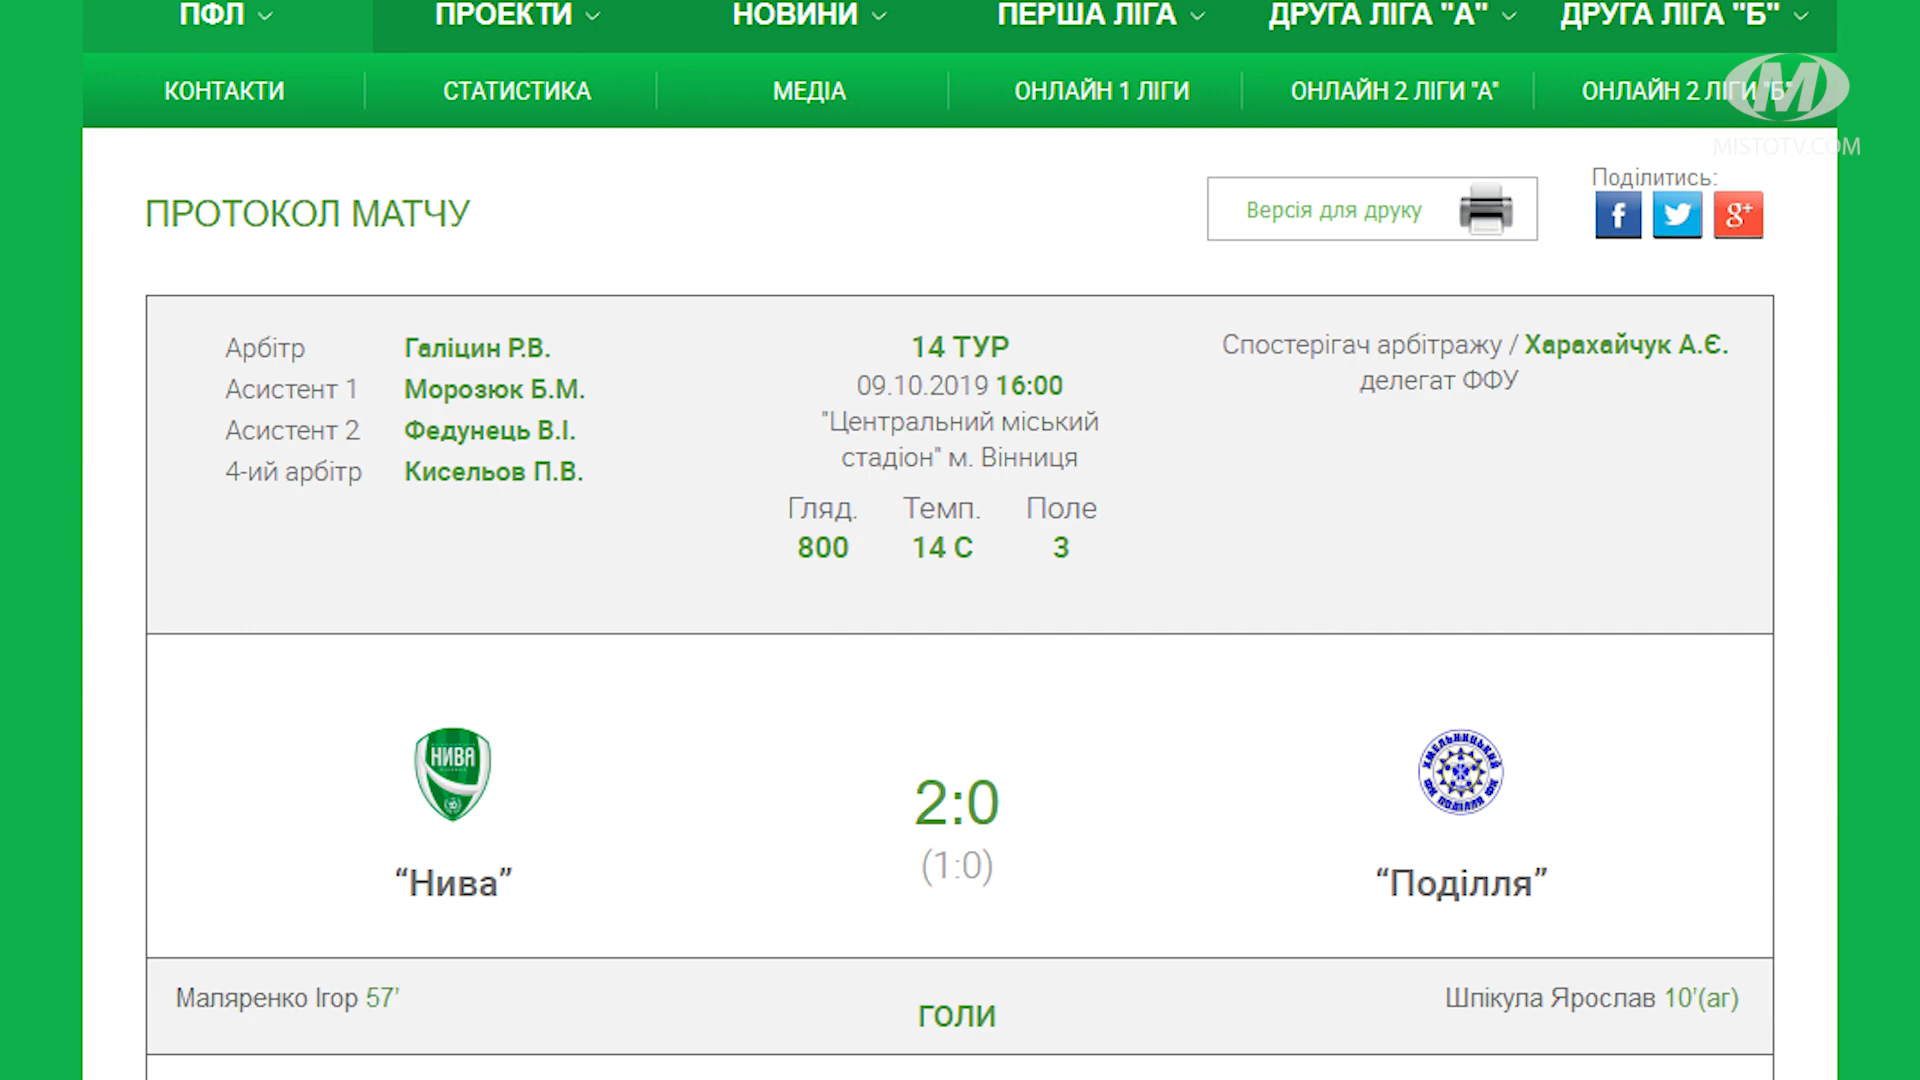 ПФЛ
ПРОЕКТИ
НОВИНИ
ПЕРША ЛІГА
ДРУГА ЛІГА "А"
ДРУГА ЛІГА "Б"
КОНТАКТИ
СТАТИСТИКА
МЕДІА
ОНЛАЙН 1 ЛІГИ
ОНЛАЙН 2 ЛІГИ "А"
ОНЛАЙН 2 ЛІГИ "Б"
M
MISTOTV.COM
ПРОТОКОЛ МАТЧУ
Версія для друку
Поділитись:
f
g+
Арбітр Галіцин Р.В.
Асистент 1 Морозюк Б.М.
Асистент 2 Федунець В.І.
4-ий арбітр Кисельов П.В.
14 ТУР
09.10.2019 16:00
"Центральний міський
стадіон" м. Вінниця
Гляд. Темп. Поле
800 14 С 3
Спостерігач арбітражу / Харахайчук А.Є.
делегат ФФУ
НИВА
ХМЕЛЬНИЦЬКИЙ
ФК ПОДІЛЛЯ ФК
2:0
(1:0)
“Нива”
“Поділля”
Маляренко Ігор 57’
ГОЛИ
Шпікула Ярослав 10’(аг)